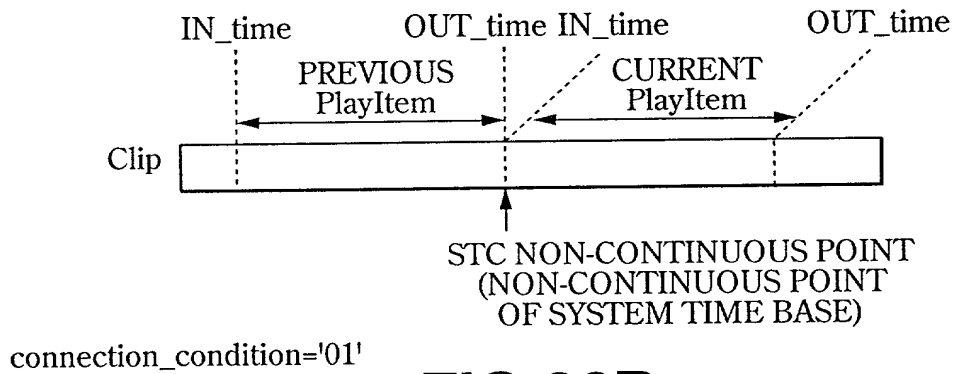 IN_time OUT_time IN_time OUT_time
PREVIOUS PlayItem
CURRENT PlayItem
Clip
STC NON-CONTINUOUS POINT
(NON-CONTINUOUS POINT
OF SYSTEM TIME BASE)
connection_condition='01'